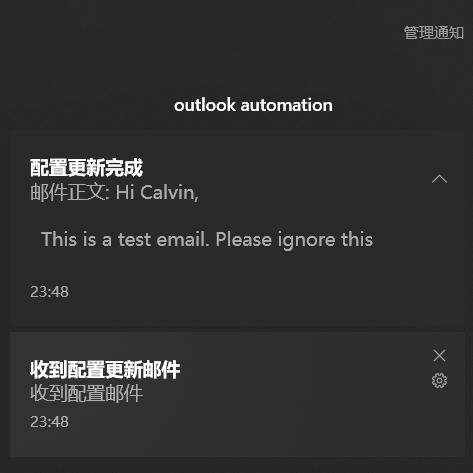 管理通知
outlook automation
配置更新完成
邮件正文: Hi Calvin,
This is a test email. Please ignore this
23:48
收到配置更新邮件
收到配置邮件
23:48